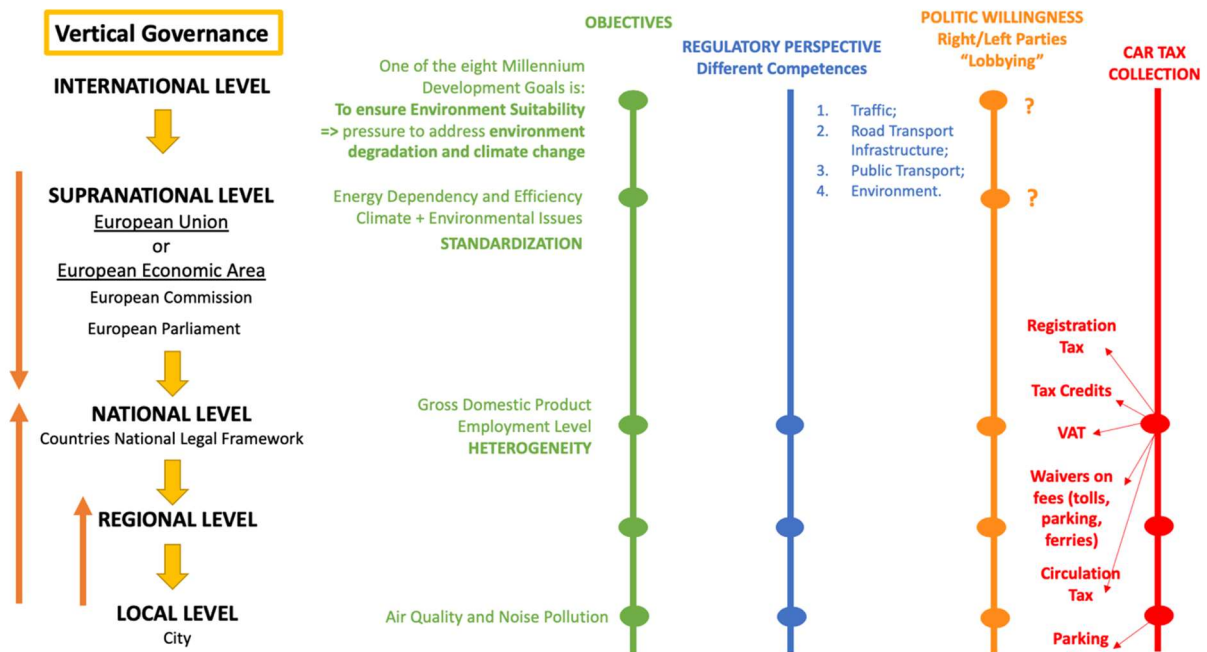 Vertical Governance
INTERNATIONAL LEVEL
SUPRANATIONAL LEVEL
European Union
or
European Economic Area
European Commission
European Parliament
NATIONAL LEVEL
Countries National Legal Framework
REGIONAL LEVEL
LOCAL LEVEL
City
OBJECTIVES
One of the eight Millennium
Development Goals is:
To ensure Environment Suitability
=> pressure to address environment
degradation and climate change
Energy Dependency and Efficiency
Climate + Environmental Issues
STANDARDIZATION
Gross Domestic Product
Employment Level
HETEROGENEITY
Air Quality and Noise Pollution
REGULATORY PERSPECTIVE
Different Competences
1. Traffic;
2. Road Transport
Infrastructure;
3. Public Transport;
4. Environment.
POLITIC WILLINGNESS
Right/Left Parties
“Lobbying”
?
?
CAR TAX
COLLECTION
Registration
Tax
Tax Credits
VAT
Waivers on
fees (tolls,
parking,
ferries)
Circulation
Tax
Parking